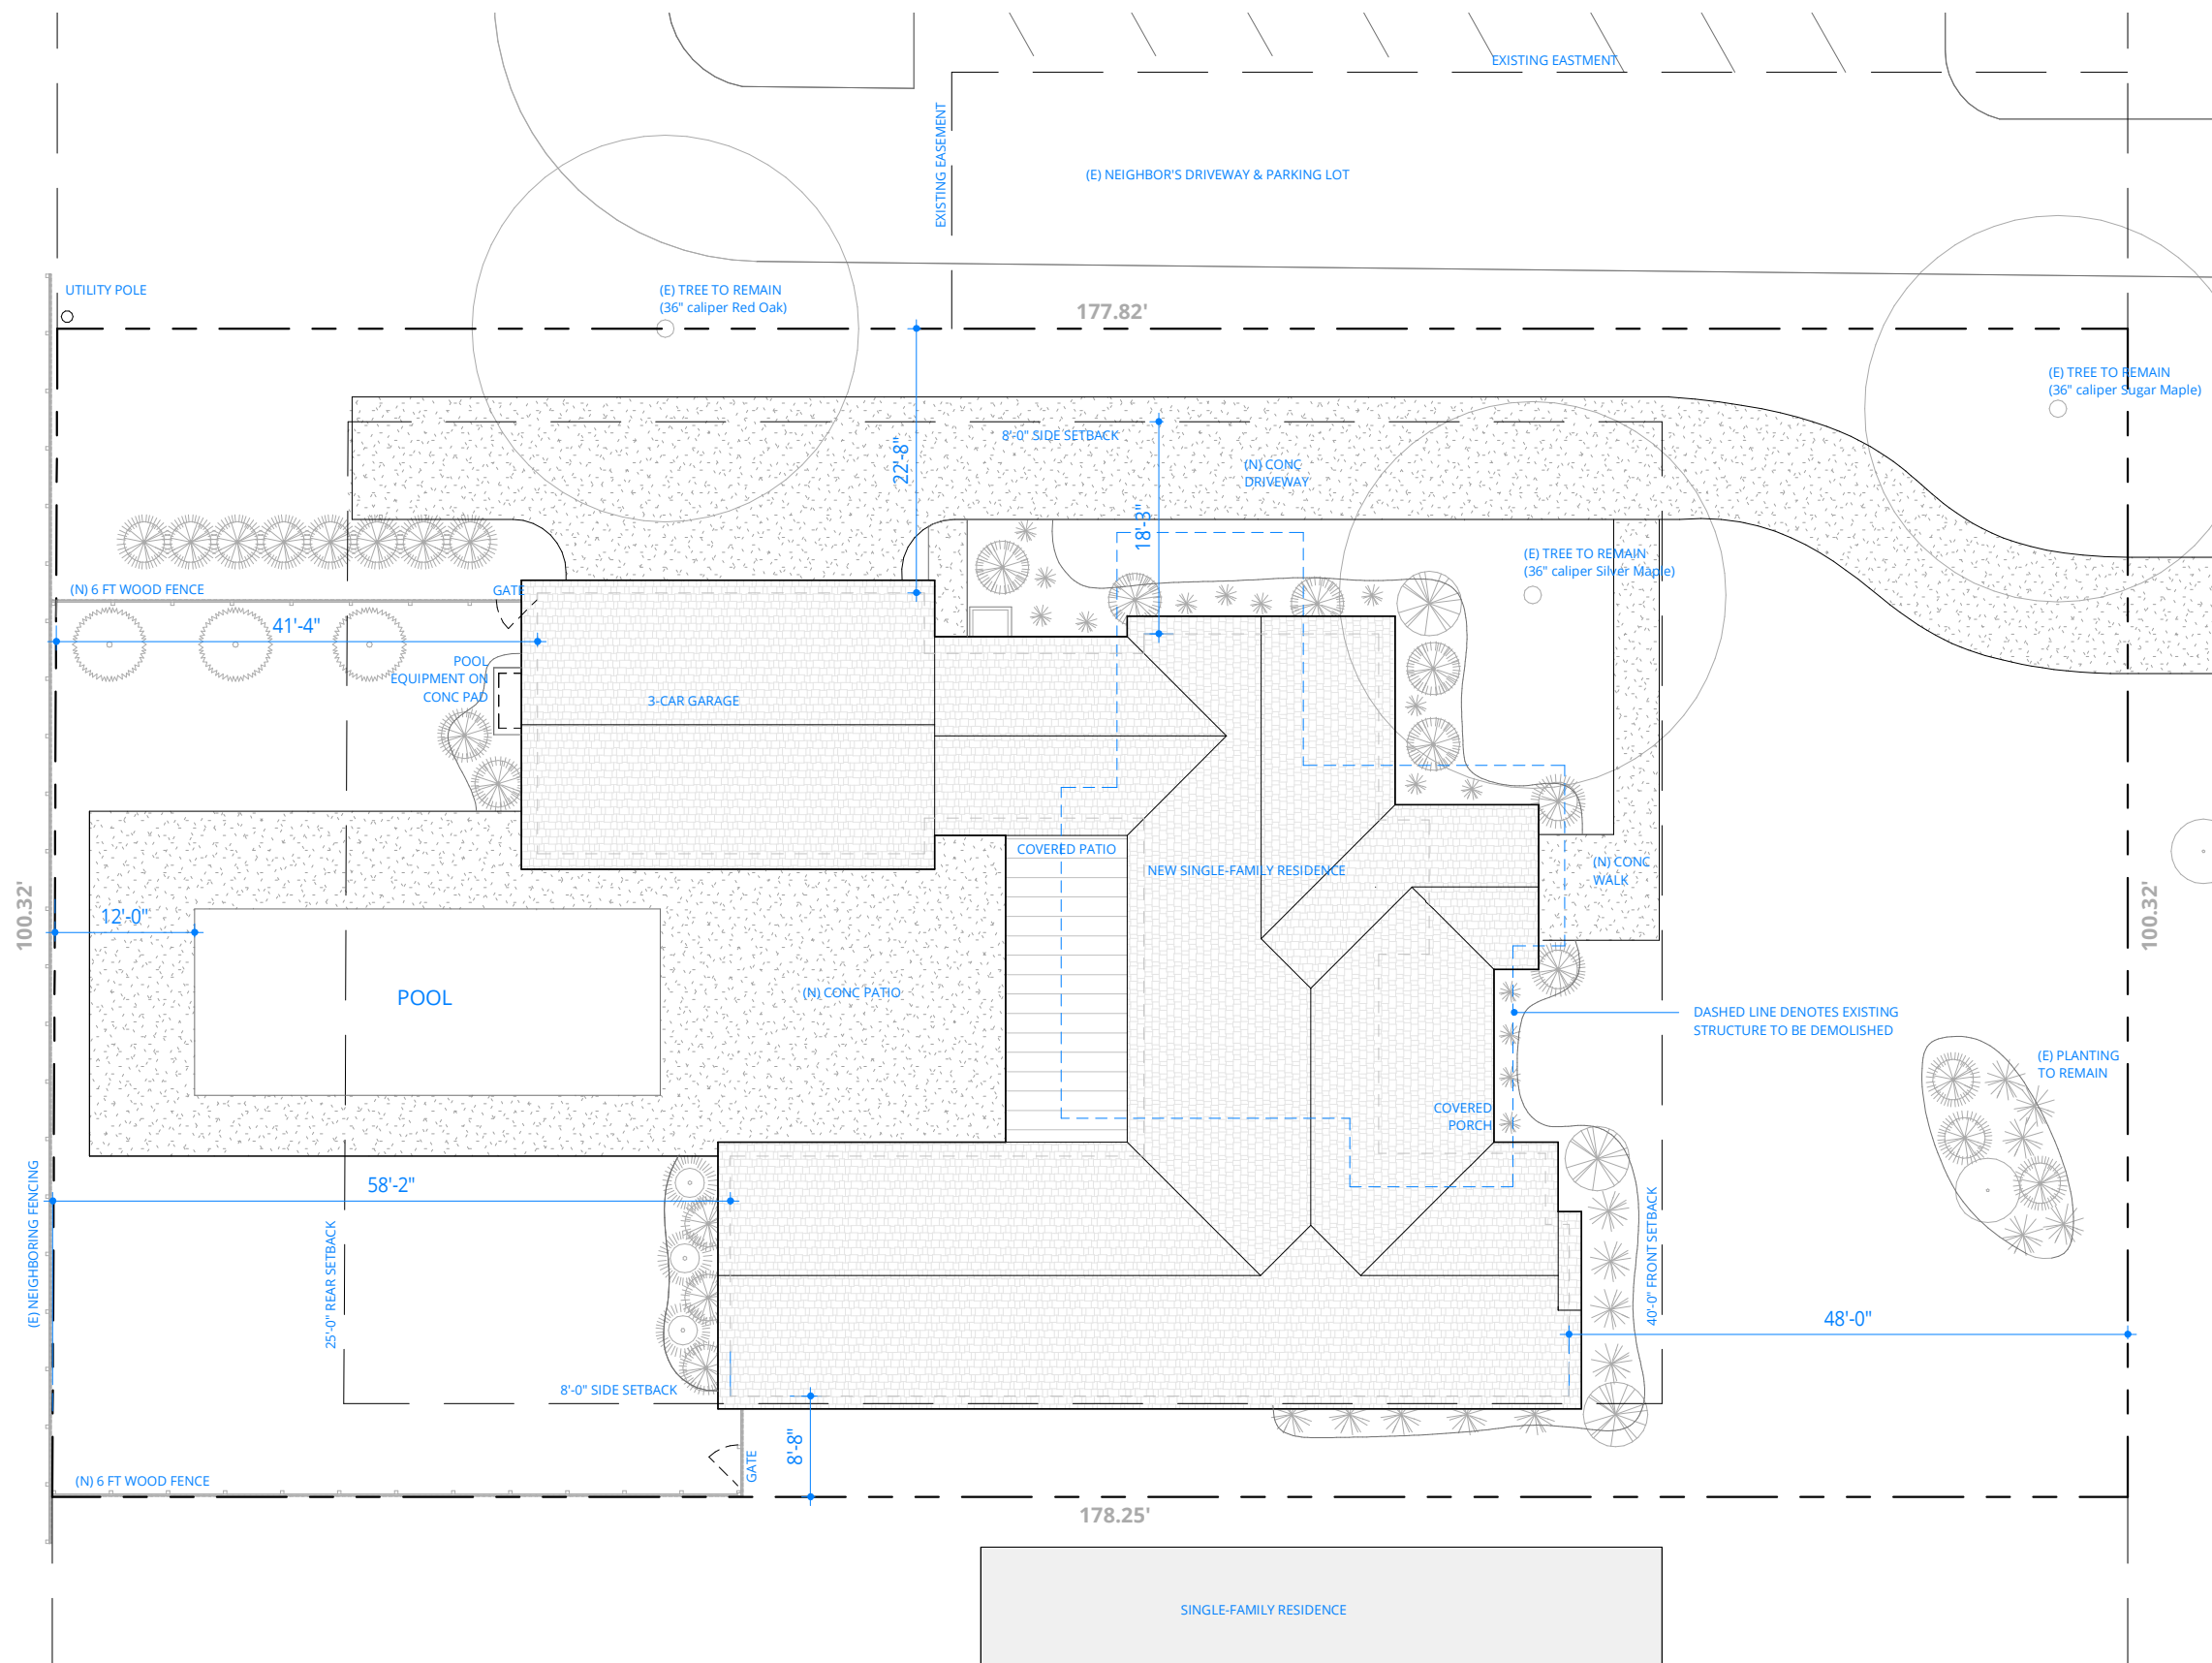 EXISTING EASTMENT
EXISTING EASEMENT
(E) NEIGHBOR'S DRIVEWAY & PARKING LOT
UTILITY POLE
(E) TREE TO REMAIN
(36" caliper Red Oak)
177.82'
(E) TREE TO REMAIN
(36" caliper Sugar Maple)
8'-0" SIDE SETBACK
22'-8"
(N) CONC
DRIVEWAY
18'-3"
(E) TREE TO REMAIN
(36" caliper Silver Maple)
(N) 6 FT WOOD FENCE
GATE
41'-4"
POOL
EQUIPMENT ON
CONC PAD
3-CAR GARAGE
COVERED PATIO
NEW SINGLE-FAMILY RESIDENCE
(N) CONC
WALK
100.32'
100.32'
12'-0"
POOL
(N) CONC PATIO
DASHED LINE DENOTES EXISTING
STRUCTURE TO BE DEMOLISHED
(E) PLANTING
TO REMAIN
COVERED
PORCH
58'-2"
(E) NEIGHBORING FENCING
25'-0" REAR SETBACK
40'-0" FRONT SETBACK
48'-0"
8'-0" SIDE SETBACK
8'-8"
GATE
(N) 6 FT WOOD FENCE
178.25'
SINGLE-FAMILY RESIDENCE